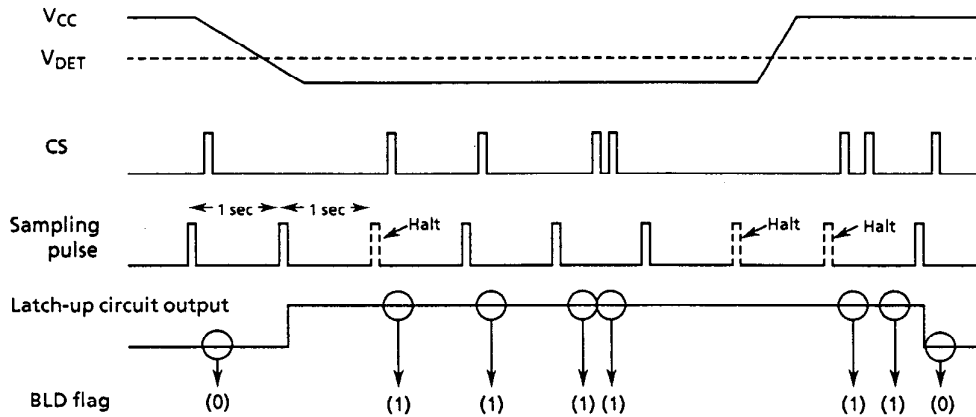 VCC
VDET
CS
1 sec 1 sec
Sampling pulse
Halt Halt Halt
Latch-up circuit output
BLD flag (0) (1) (1) (1) (1) (1) (1) (0)